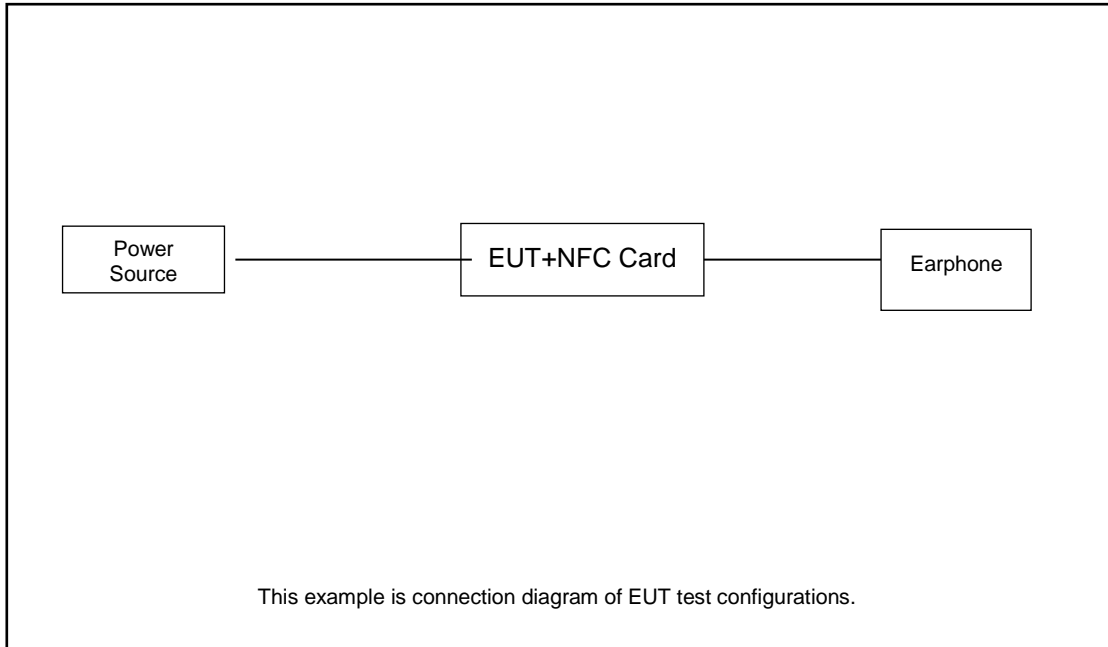 Power
Source
EUT+NFC Card
Earphone
This example is connection diagram of EUT test configurations.